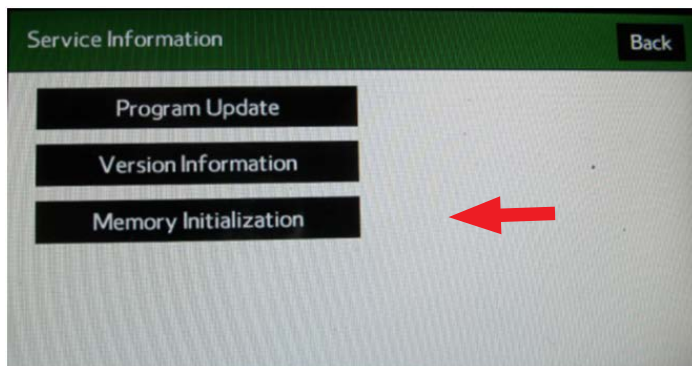 Service Information
Back
Program Update
Version Information
Memory Initialization